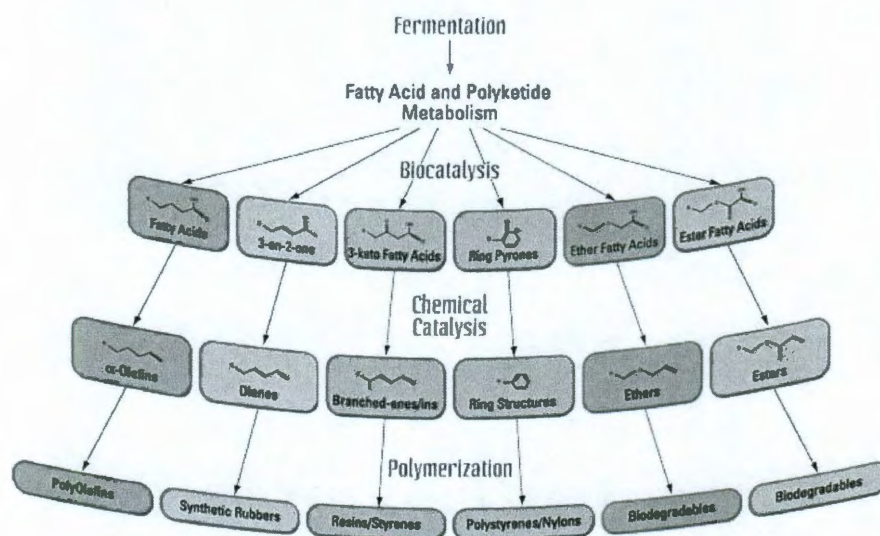 Fermentation
Fatty Acid and Polyketide
Metabolism
Biocatalysis
Fatty Acids
3-en-2-one
3-keto Fatty Acids
Ring Pyrones
Ether Fatty Acids
Ester Fatty Acids
Chemical
Catalysis
α-Olefins
Dienes
Branched-enes/ins
Ring Structures
Ethers
Esters
Polymerization
PolyOlefins
Synthetic Rubbers
Resins/Styrenes
Polystyrenes/Nylons
Biodegradables
Biodegradables